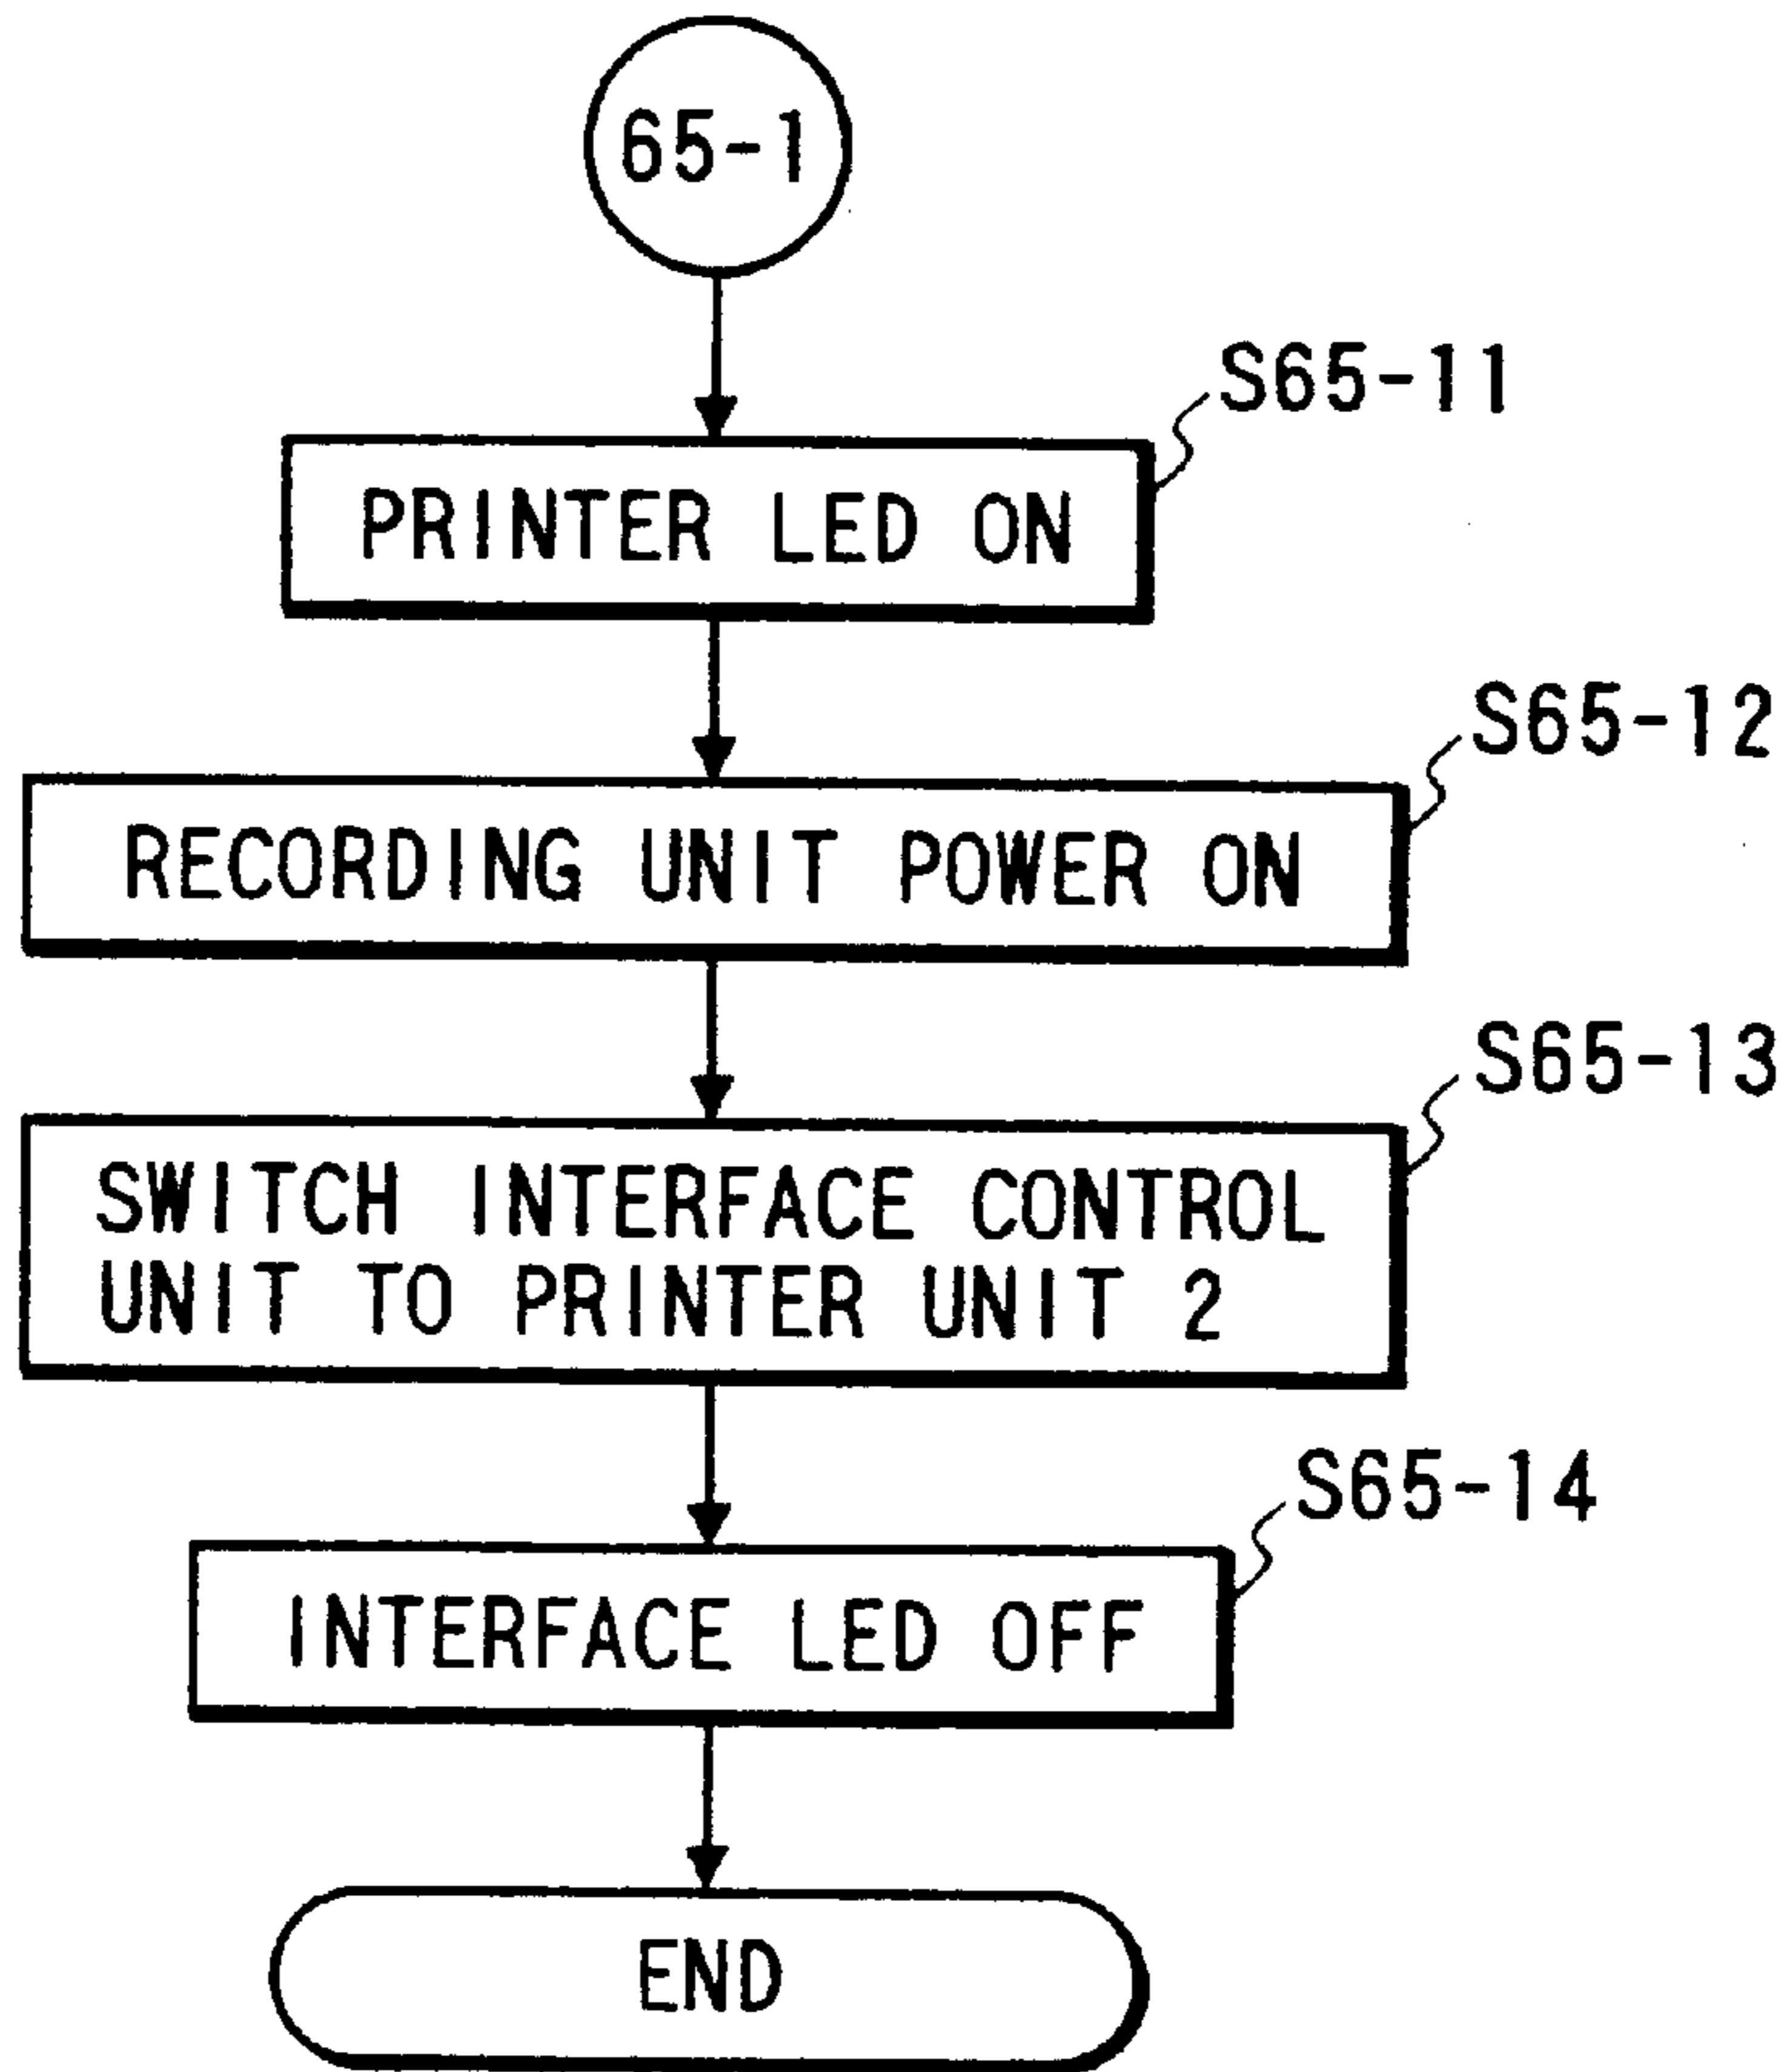 65-1
S65-11
PRINTER LED ON
S65-12
RECORDING UNIT POWER ON
S65-13
SWITCH INTERFACE CONTROL
UNIT TO PRINTER UNIT 2
S65-14
INTERFACE LED OFF
END